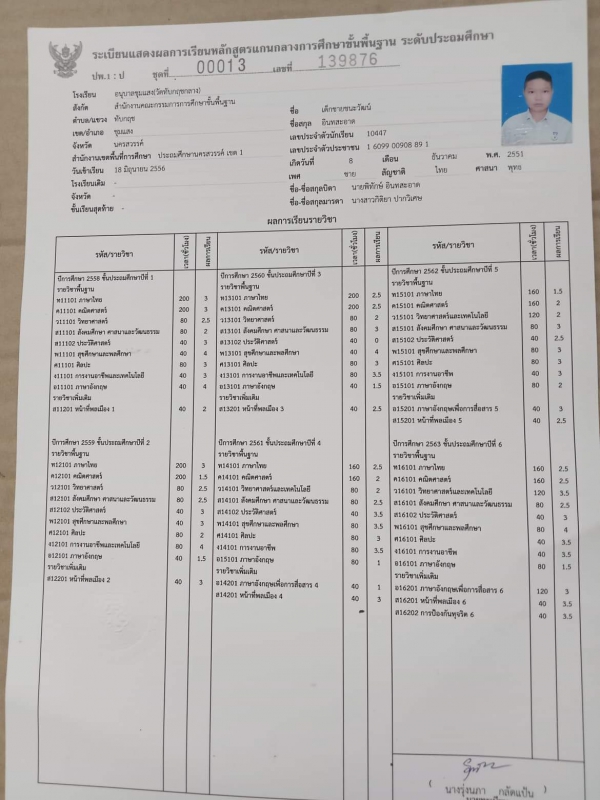 ระเบียนแสดงผลการเรียนหลักสูตรแกนกลางการศึกษาขั้นพื้นฐาน ระดับประถมศึกษา
ปพ.1 : ป ชุดที่ 00013 เลขที่ 139876
โรงเรียน อนุบาลชุมแสง(วัดทับกฤชกลาง)
สังกัด สำนักงานคณะกรรมการการศึกษาขั้นพื้นฐาน
ตำบล/แขวง ทับกฤช
เขต/อำเภอ ชุมแสง
จังหวัด นครสวรรค์
สำนักงานเขตพื้นที่การศึกษา ประถมศึกษานครสวรรค์ เขต 1
วันเข้าเรียน 18 มิถุนายน 2556
โรงเรียนเดิม -
จังหวัด -
ชั้นเรียนสุดท้าย -
ชื่อ เด็กชายชนะวัฒน์
ชื่อสกุล อินทสะอาด
เลขประจำตัวนักเรียน 10447
เลขประจำตัวประชาชน 1 6099 00908 89 1
เกิดวันที่ 8 เดือน ธันวาคม พ.ศ. 2551
เพศ ชาย สัญชาติ ไทย ศาสนา พุทธ
ชื่อ-ชื่อสกุลบิดา นายพิทักษ์ อินทสะอาด
ชื่อ-ชื่อสกุลมารดา นางสาวกิติยา ปากวิเศษ
ผลการเรียนรายวิชา
รหัส/รายวิชา เวลา(ชั่วโมง) ผลการเรียน
ปีการศึกษา 2558 ชั้นประถมศึกษาปีที่ 1
รายวิชาพื้นฐาน
ท11101 ภาษาไทย 200 3
ค11101 คณิตศาสตร์ 200 3
ว11101 วิทยาศาสตร์ 80 2.5
ส11101 สังคมศึกษา ศาสนาและวัฒนธรรม 80 2
ส11102 ประวัติศาสตร์ 40 3
พ11101 สุขศึกษาและพลศึกษา 40 4
ศ11101 ศิลปะ 80 3
ง11101 การงานอาชีพและเทคโนโลยี 40 3
อ11101 ภาษาอังกฤษ 40 4
รายวิชาเพิ่มเติม
ส11201 หน้าที่พลเมือง 1 40 2
ปีการศึกษา 2559 ชั้นประถมศึกษาปีที่ 2
รายวิชาพื้นฐาน
ท12101 ภาษาไทย 200 3
ค12101 คณิตศาสตร์ 200 1.5
ว12101 วิทยาศาสตร์ 80 2.5
ส12101 สังคมศึกษา ศาสนาและวัฒนธรรม 80 2.5
ส12102 ประวัติศาสตร์ 40 3
พ12101 สุขศึกษาและพลศึกษา 40 3
ศ12101 ศิลปะ 80 2
ง12101 การงานอาชีพและเทคโนโลยี 80 4
อ12101 ภาษาอังกฤษ 40 1.5
รายวิชาเพิ่มเติม
ส12201 หน้าที่พลเมือง 2 40 3
รหัส/รายวิชา เวลา(ชั่วโมง) ผลการเรียน
ปีการศึกษา 2560 ชั้นประถมศึกษาปีที่ 3
รายวิชาพื้นฐาน
ท13101 ภาษาไทย 200 2.5
ค13101 คณิตศาสตร์ 200 2.5
ว13101 วิทยาศาสตร์ 80 2
ส13101 สังคมศึกษา ศาสนาและวัฒนธรรม 80 3
ส13102 ประวัติศาสตร์ 40 0
พ13101 สุขศึกษาและพลศึกษา 40 4
ศ13101 ศิลปะ 80 3
ง13101 การงานอาชีพและเทคโนโลยี 80 3.5
อ13101 ภาษาอังกฤษ 40 1.5
รายวิชาเพิ่มเติม
ส13201 หน้าที่พลเมือง 3 40 2.5
ปีการศึกษา 2561 ชั้นประถมศึกษาปีที่ 4
รายวิชาพื้นฐาน
ท14101 ภาษาไทย 160 2.5
ค14101 คณิตศาสตร์ 160 2
ว14101 วิทยาศาสตร์และเทคโนโลยี 80 2
ส14101 สังคมศึกษา ศาสนาและวัฒนธรรม 80 2.5
ส14102 ประวัติศาสตร์ 40 3.5
พ14101 สุขศึกษาและพลศึกษา 80 3.5
ศ14101 ศิลปะ 80 3
ง14101 การงานอาชีพ 80 3.5
อ14101 ภาษาอังกฤษ 80 1
รายวิชาเพิ่มเติม
อ14201 ภาษาอังกฤษเพื่อการสื่อสาร 4 40 1
ส14201 หน้าที่พลเมือง 4 40 3
รหัส/รายวิชา เวลา(ชั่วโมง) ผลการเรียน
ปีการศึกษา 2562 ชั้นประถมศึกษาปีที่ 5
รายวิชาพื้นฐาน
ท15101 ภาษาไทย 160 1.5
ค15101 คณิตศาสตร์ 160 2
ว15101 วิทยาศาสตร์และเทคโนโลยี 120 2
ส15101 สังคมศึกษา ศาสนาและวัฒนธรรม 80 3
ส15102 ประวัติศาสตร์ 40 2.5
พ15101 สุขศึกษาและพลศึกษา 80 3
ศ15101 ศิลปะ 80 3
ง15101 การงานอาชีพ 40 3
อ15101 ภาษาอังกฤษ 80 2
รายวิชาเพิ่มเติม
อ15201 ภาษาอังกฤษเพื่อการสื่อสาร 5 40 3
ส15201 หน้าที่พลเมือง 5 40 2.5
ปีการศึกษา 2563 ชั้นประถมศึกษาปีที่ 6
รายวิชาพื้นฐาน
ท16101 ภาษาไทย 160 2.5
ค16101 คณิตศาสตร์ 160 2.5
ว16101 วิทยาศาสตร์และเทคโนโลยี 120 3.5
ส16101 สังคมศึกษา ศาสนาและวัฒนธรรม 80 2.5
ส16102 ประวัติศาสตร์ 40 3
พ16101 สุขศึกษาและพลศึกษา 80 4
ศ16101 ศิลปะ 40 3.5
ง16101 การงานอาชีพ 40 3.5
อ16101 ภาษาอังกฤษ 80 1.5
รายวิชาเพิ่มเติม
อ16201 ภาษาอังกฤษเพื่อการสื่อสาร 6 120 3
ส16201 หน้าที่พลเมือง 6 40 3.5
ส16202 การป้องกันทุจริต 6 40 3.5
( นางรุ่งนภา กลัดแป้น )